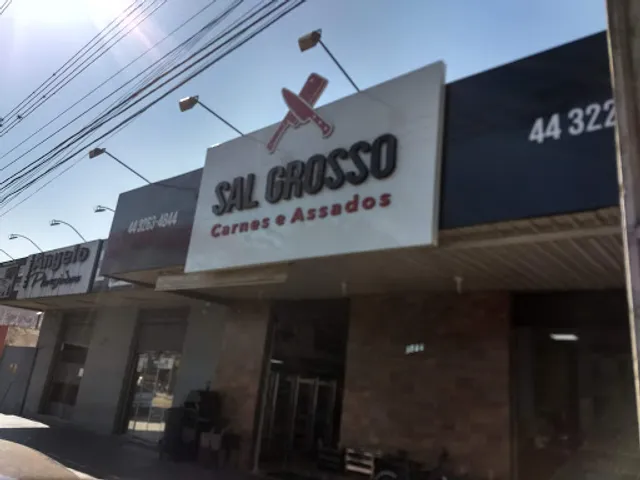 Angelo
44 3263-4844
SAL GROSSO
Carnes e Assados
44 322